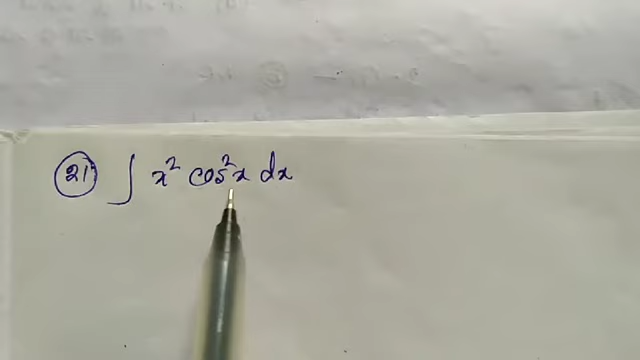 21) ∫ x² cos²x dx